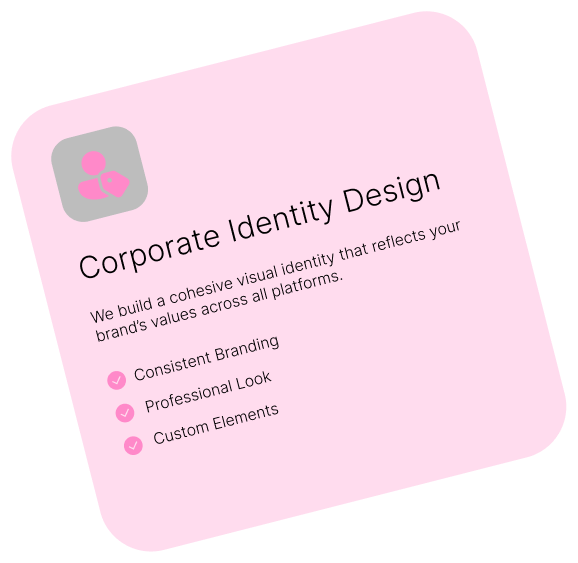 Corporate Identity Design
We build a cohesive visual identity that reflects your
brand's values across all platforms.
Consistent Branding
Professional Look
Custom Elements